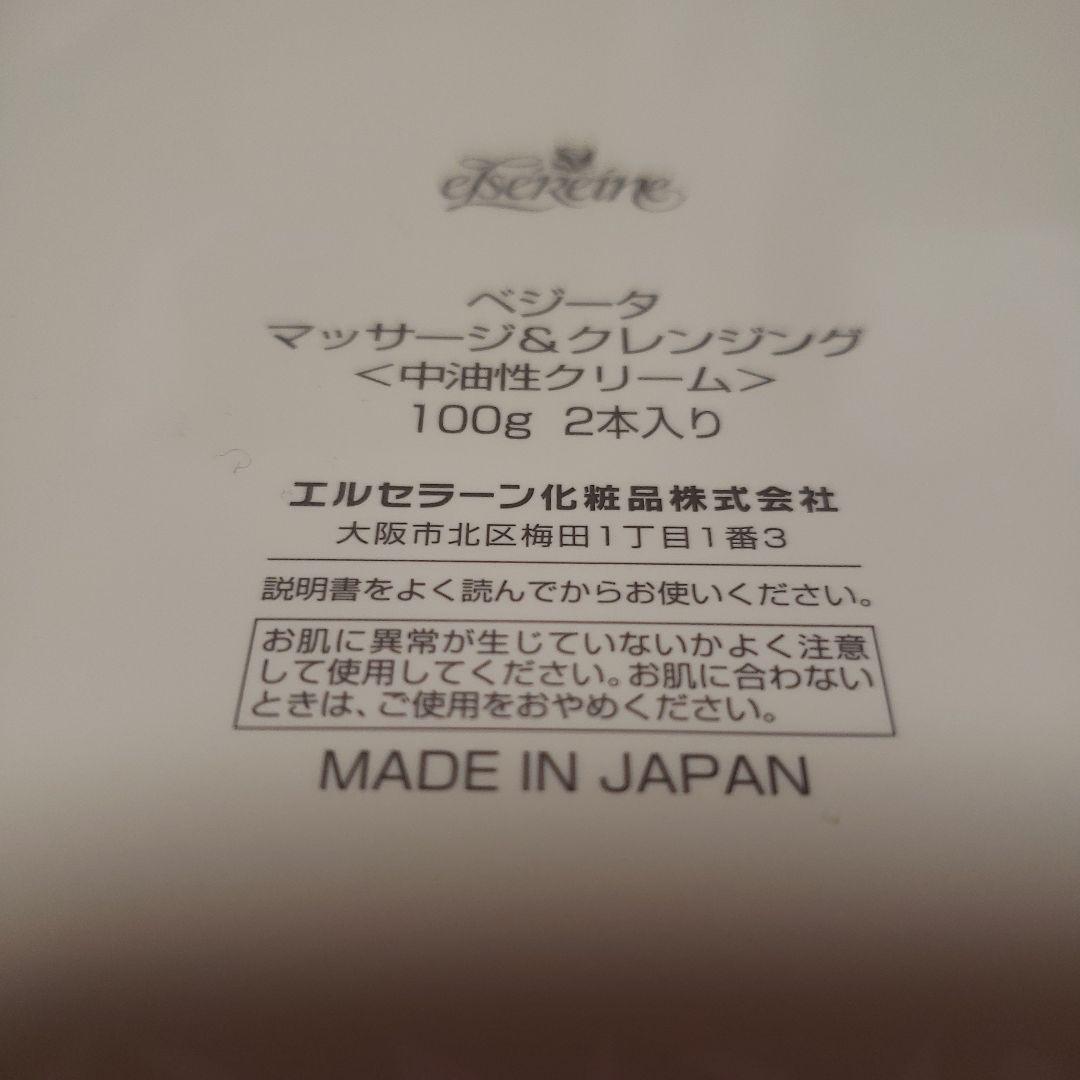 elsereine
ベジータ
マッサージ&クレンジング
＜中油性クリーム＞
100g 2本入り
エルセラーン化粧品株式会社
大阪市北区梅田1丁目1番3
説明書をよく読んでからお使いください。
お肌に異常が生じていないかよく注意
して使用してください。お肌に合わない
ときは、ご使用をおやめください。
MADE IN JAPAN